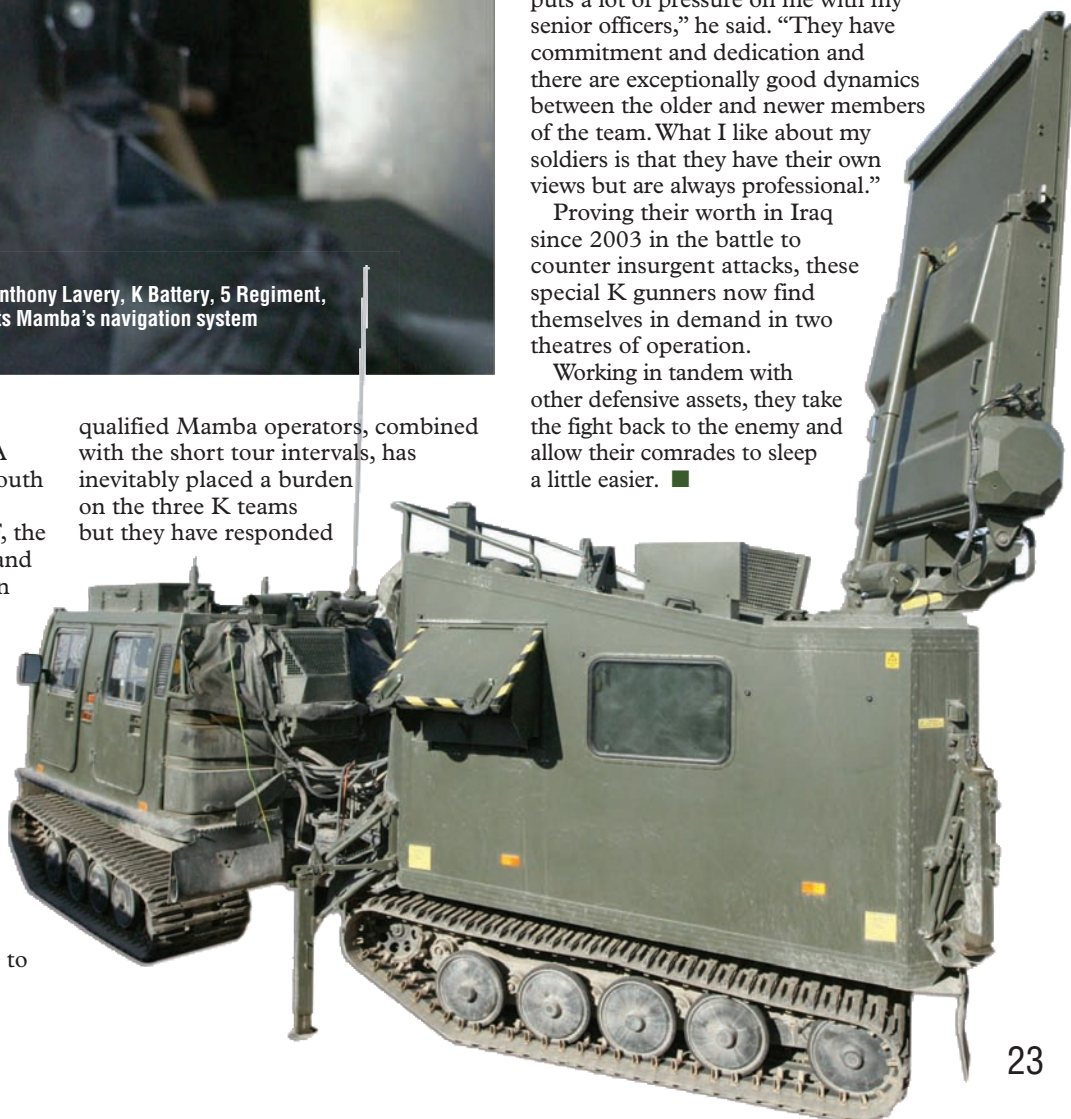 nthony Lavery, K Battery, 5 Regiment,
ts Mamba’s navigation system
A
outh
the
and
n
to
qualified Mamba operators, combined
with the short tour intervals, has
inevitably placed a burden
on the three K teams
but they have responded
puts a lot of pressure on me with my
senior officers,” he said. “They have
commitment and dedication and
there are exceptionally good dynamics
between the older and newer members
of the team. What I like about my
soldiers is that they have their own
views but are always professional.”
Proving their worth in Iraq
since 2003 in the battle to
counter insurgent attacks, these
special K gunners now find
themselves in demand in two
theatres of operation.
Working in tandem with
other defensive assets, they take
the fight back to the enemy and
allow their comrades to sleep
a little easier. ■
23